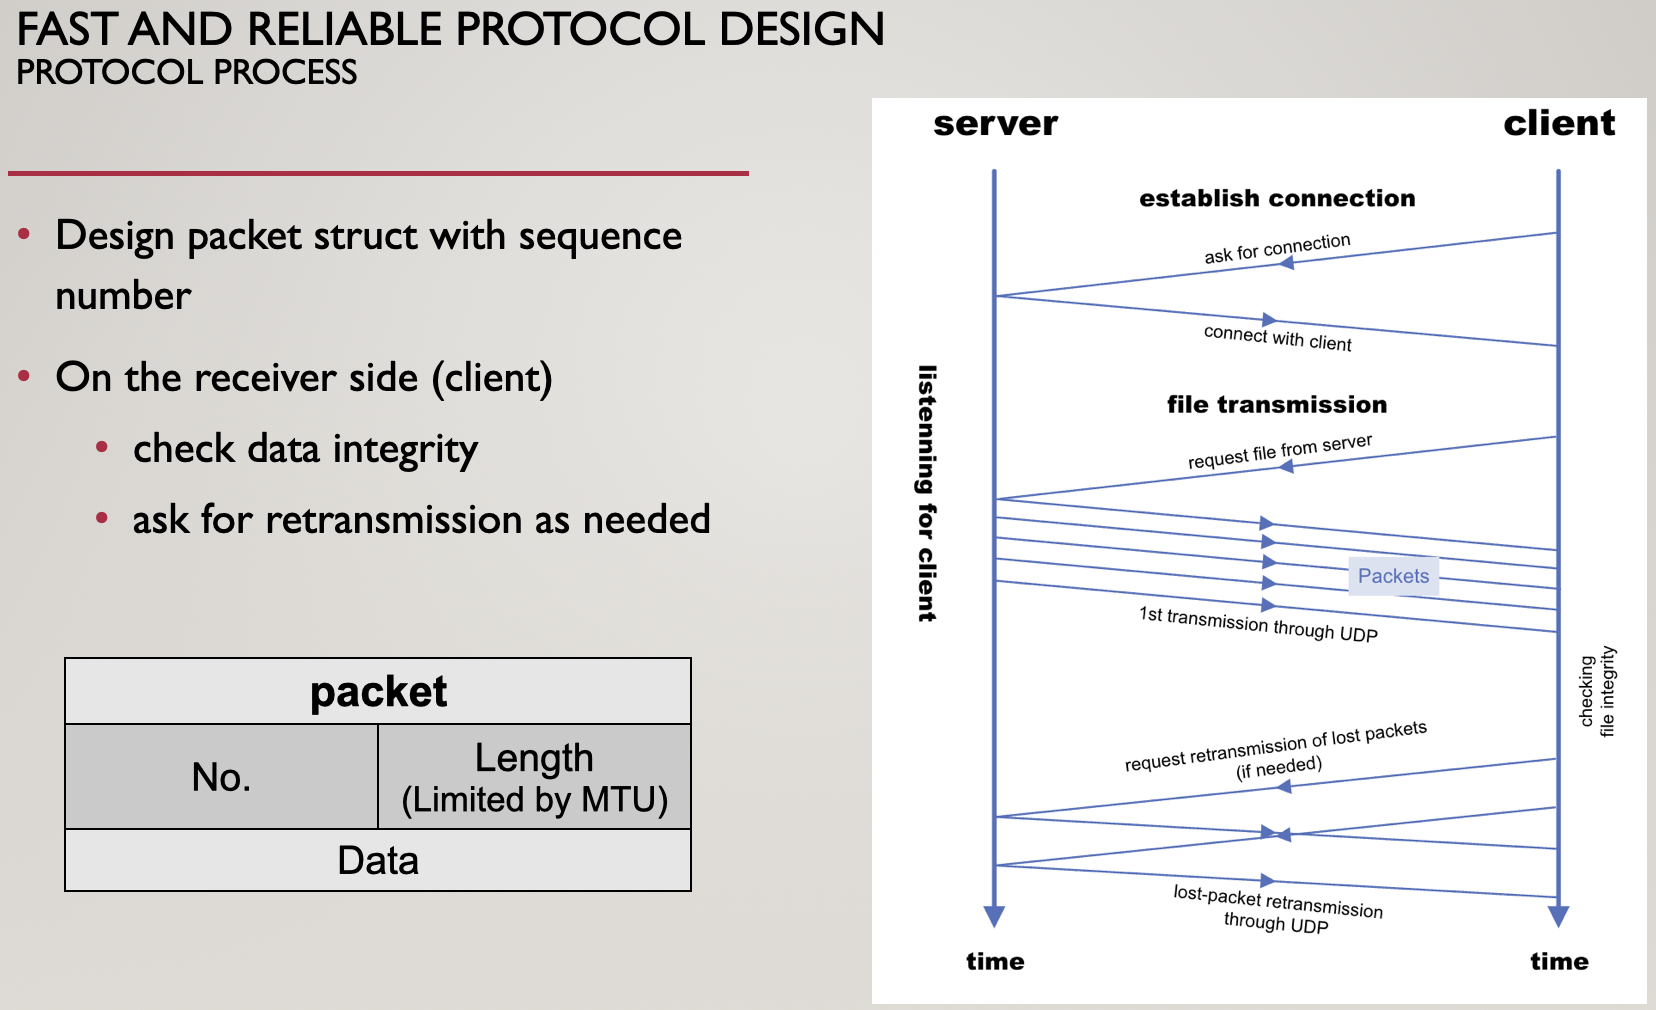 FAST AND RELIABLE PROTOCOL DESIGN
PROTOCOL PROCESS
• Design packet struct with sequence
number
• On the receiver side (client)
• check data integrity
• ask for retransmission as needed
packet
No.
Length
(Limited by MTU)
Data
server
client
establish connection
ask for connection
connect with client
listenning for client
file transmission
request file from server
Packets
1st transmission through UDP
checking
file integrity
request retransmission of lost packets
(if needed)
lost-packet retransmission
through UDP
time
time